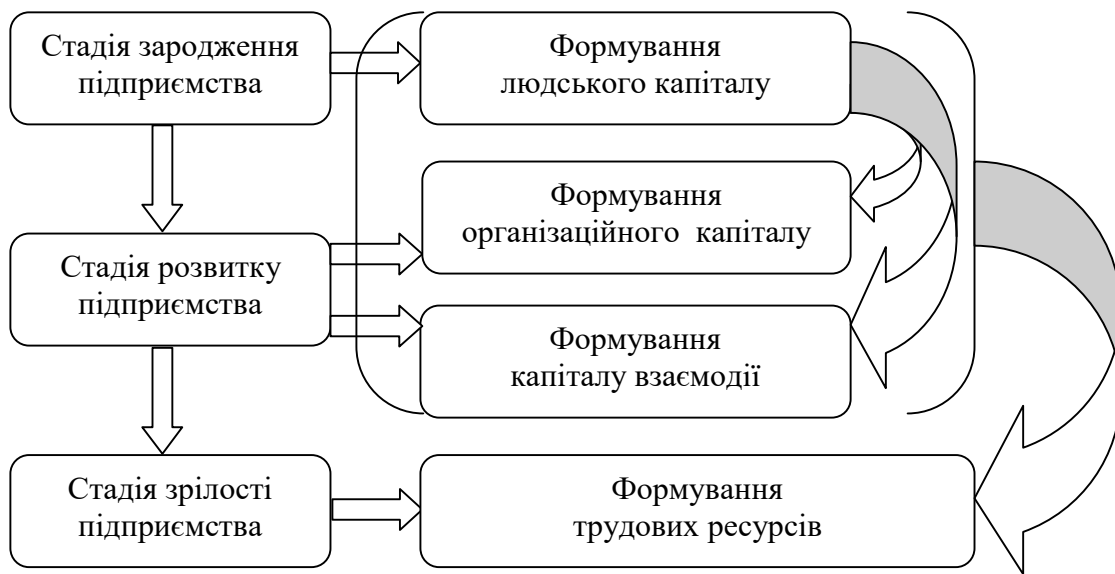 Стадія зародження
підприємства
Формування
людського капіталу
Формування
організаційного капіталу
Стадія розвитку
підприємства
Формування
капіталу взаємодії
Стадія зрілості
підприємства
Формування
трудових ресурсів